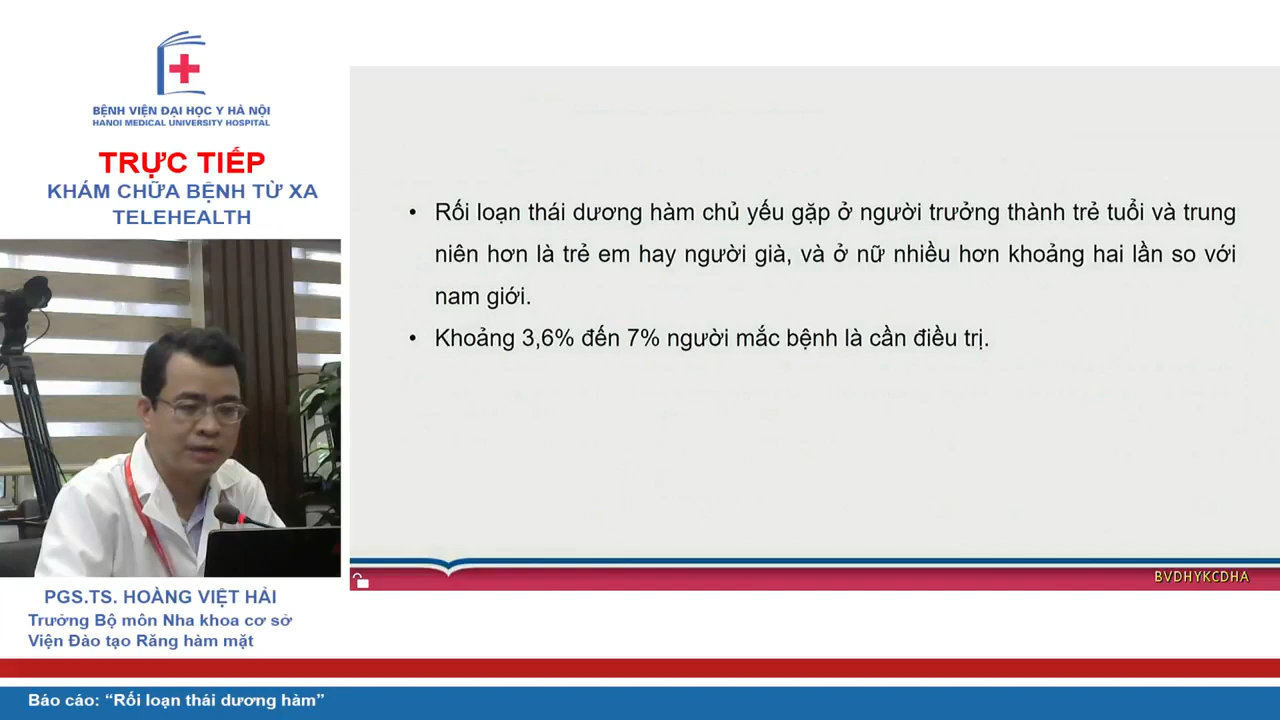 BỆNH VIỆN ĐẠI HỌC Y HÀ NỘI
HANOI MEDICAL UNIVERSITY HOSPITAL
TRỰC TIẾP
KHÁM CHỮA BỆNH TỪ XA
TELEHEALTH
• Rối loạn thái dương hàm chủ yếu gặp ở người trưởng thành trẻ tuổi và trung
niên hơn là trẻ em hay người già, và ở nữ nhiều hơn khoảng hai lần so với
nam giới.
• Khoảng 3,6% đến 7% người mắc bệnh là cần điều trị.
BVDHYKCDHA
PGS.TS. HOÀNG VIỆT HẢI
Trưởng Bộ môn Nha khoa cơ sở
Viện Đào tạo Răng hàm mặt
Báo cáo: “Rối loạn thái dương hàm”